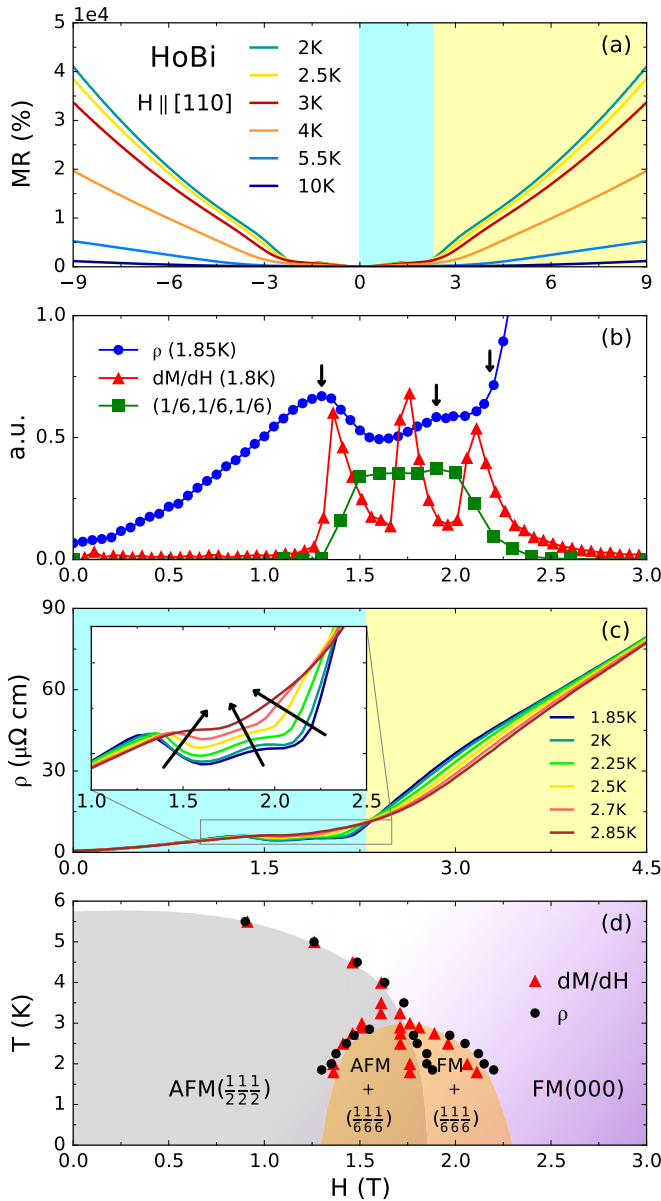 1e4
5
4
3
2
1
0
MR (%)
HoBi
H || [110]
2K
2.5K
3K
4K
5.5K
10K
(a)
−9 −6 −3 0 3 6 9
1.0
0.5
0.0
a.u.
ρ (1.85K)
dM/dH (1.8K)
(1/6,1/6,1/6)
(b)
0.0 0.5 1.0 1.5 2.0 2.5 3.0
90
60
30
0
ρ (μΩ cm)
(c)
1.0 1.5 2.0 2.5
1.85K
2K
2.25K
2.5K
2.7K
2.85K
0.0 1.5 3.0 4.5
6
5
4
3
2
1
0
T (K)
(d)
dM/dH
ρ
AFM(1/2 1/2 1/2)
AFM
+
(1/6 1/6 1/6)
FM
+
(1/6 1/6 1/6)
FM(000)
0.0 0.5 1.0 1.5 2.0 2.5 3.0
H (T)